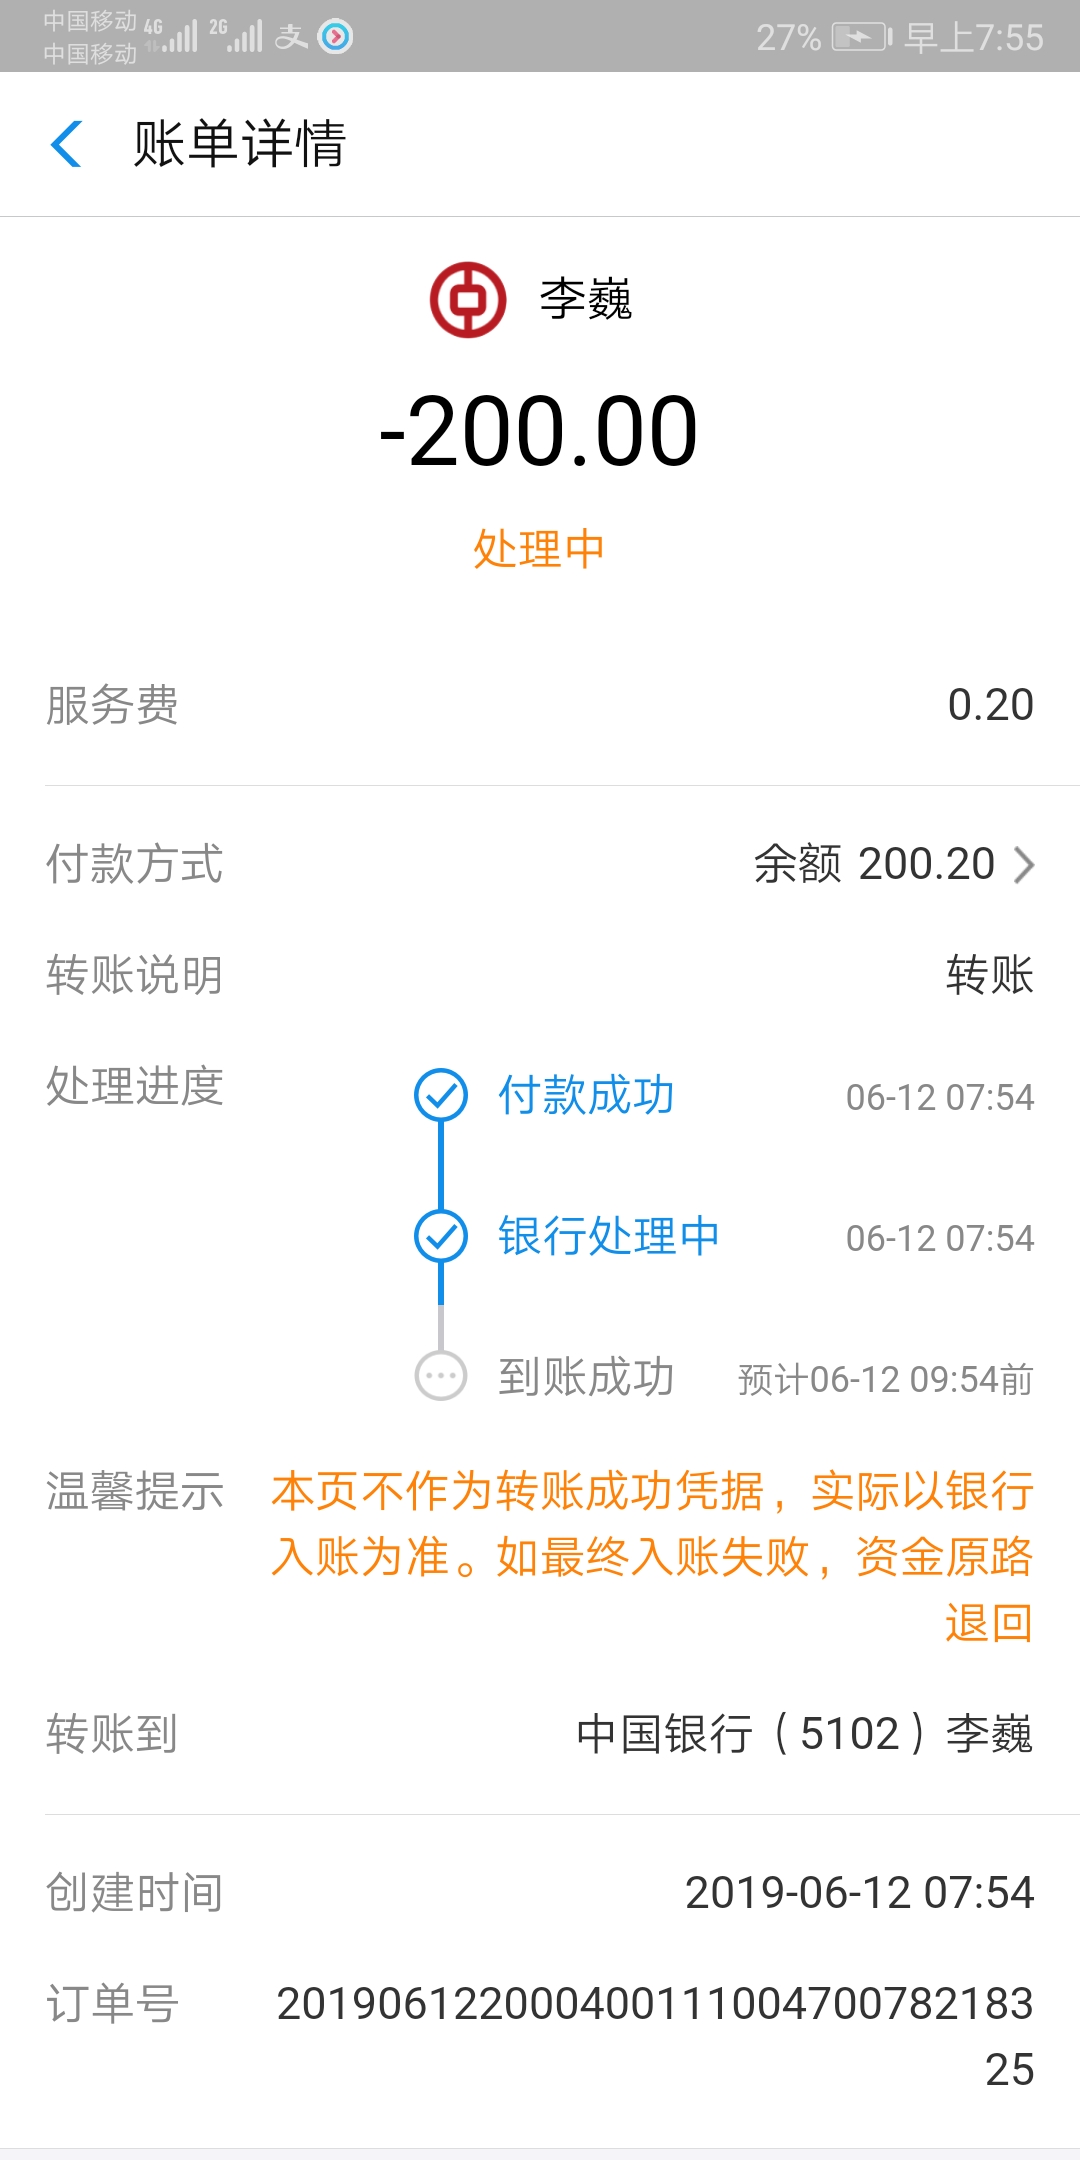 中国移动 4G 2G 支 27% 早上7:55
中国移动
账单详情
李巍
-200.00
处理中
服务费 0.20
付款方式 余额 200.20
转账说明 转账
处理进度 付款成功 06-12 07:54
银行处理中 06-12 07:54
到账成功 预计06-12 09:54前
温馨提示 本页不作为转账成功凭据，实际以银行
入账为准。如最终入账失败，资金原路
退回
转账到 中国银行（5102）李巍
创建时间 2019-06-12 07:54
订单号 201906122000400111004700782183
25